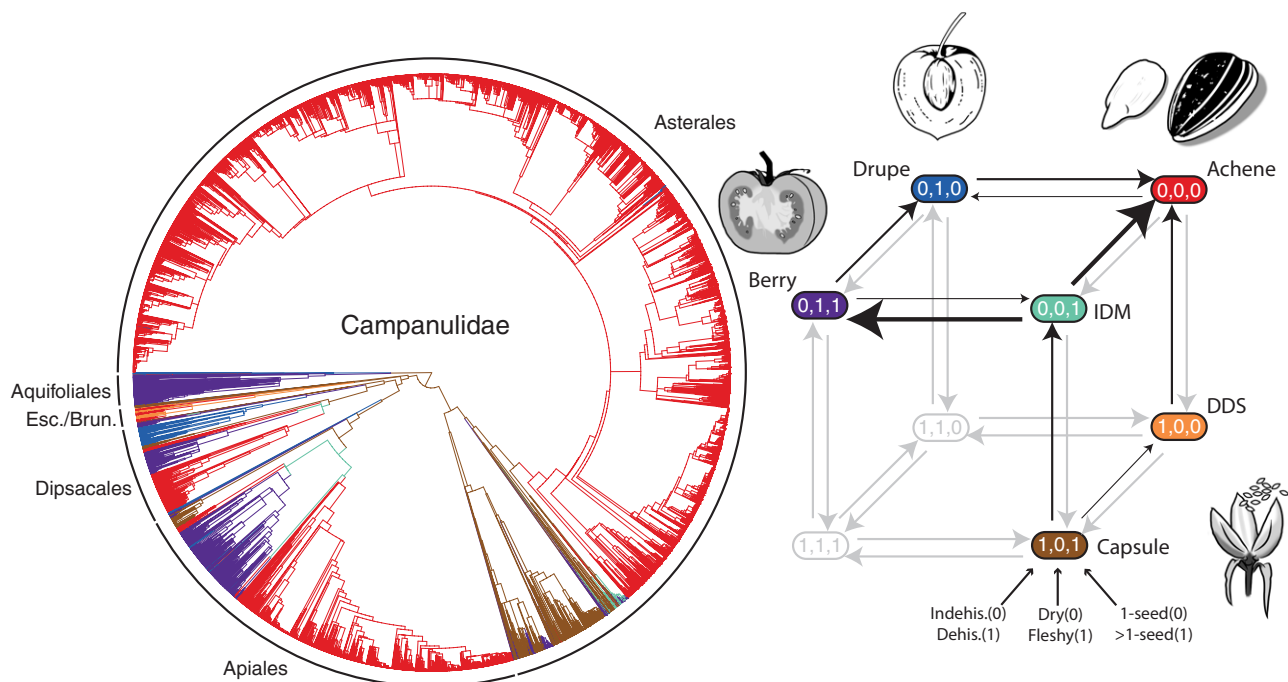 Asterales
Campanulidae
Aquifoliales
Esc./Brun.
Dipsacales
Apiales
Drupe
0,1,0
0,0,0
Achene
Berry
0,1,1
0,0,1
IDM
1,1,0
DDS
1,0,0
1,1,1
1,0,1
Capsule
Indehis.(0)
Dehis.(1)
Dry(0)
Fleshy(1)
1-seed(0)
>1-seed(1)